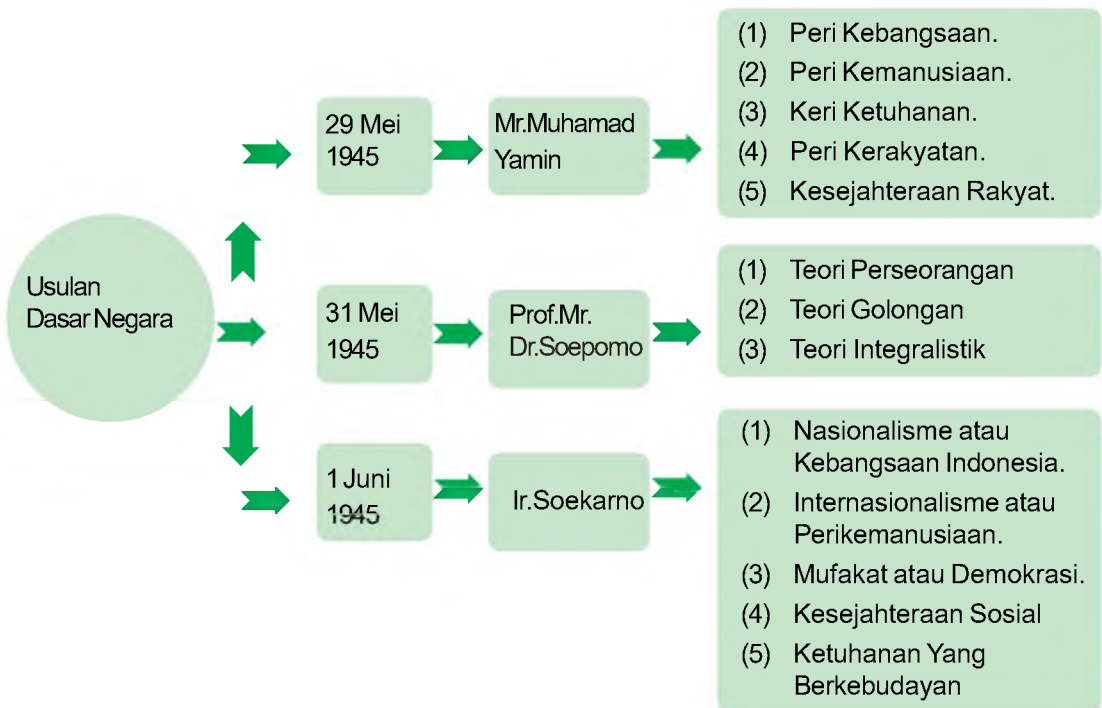 Usulan
Dasar Negara
29 Mei
1945
Mr.Muhamad
Yamin
(1) Peri Kebangsaan.
(2) Peri Kemanusiaan.
(3) Keri Ketuhanan.
(4) Peri Kerakyatan.
(5) Kesejahteraan Rakyat.
31 Mei
1945
Prof.Mr.
Dr.Soepomo
(1) Teori Perseorangan
(2) Teori Golongan
(3) Teori Integralistik
1 Juni
1945
Ir.Soekarno
(1) Nasionalisme atau
Kebangsaan Indonesia.
(2) Internasionalisme atau
Perikemanusiaan.
(3) Mufakat atau Demokrasi.
(4) Kesejahteraan Sosial
(5) Ketuhanan Yang
Berkebudayan